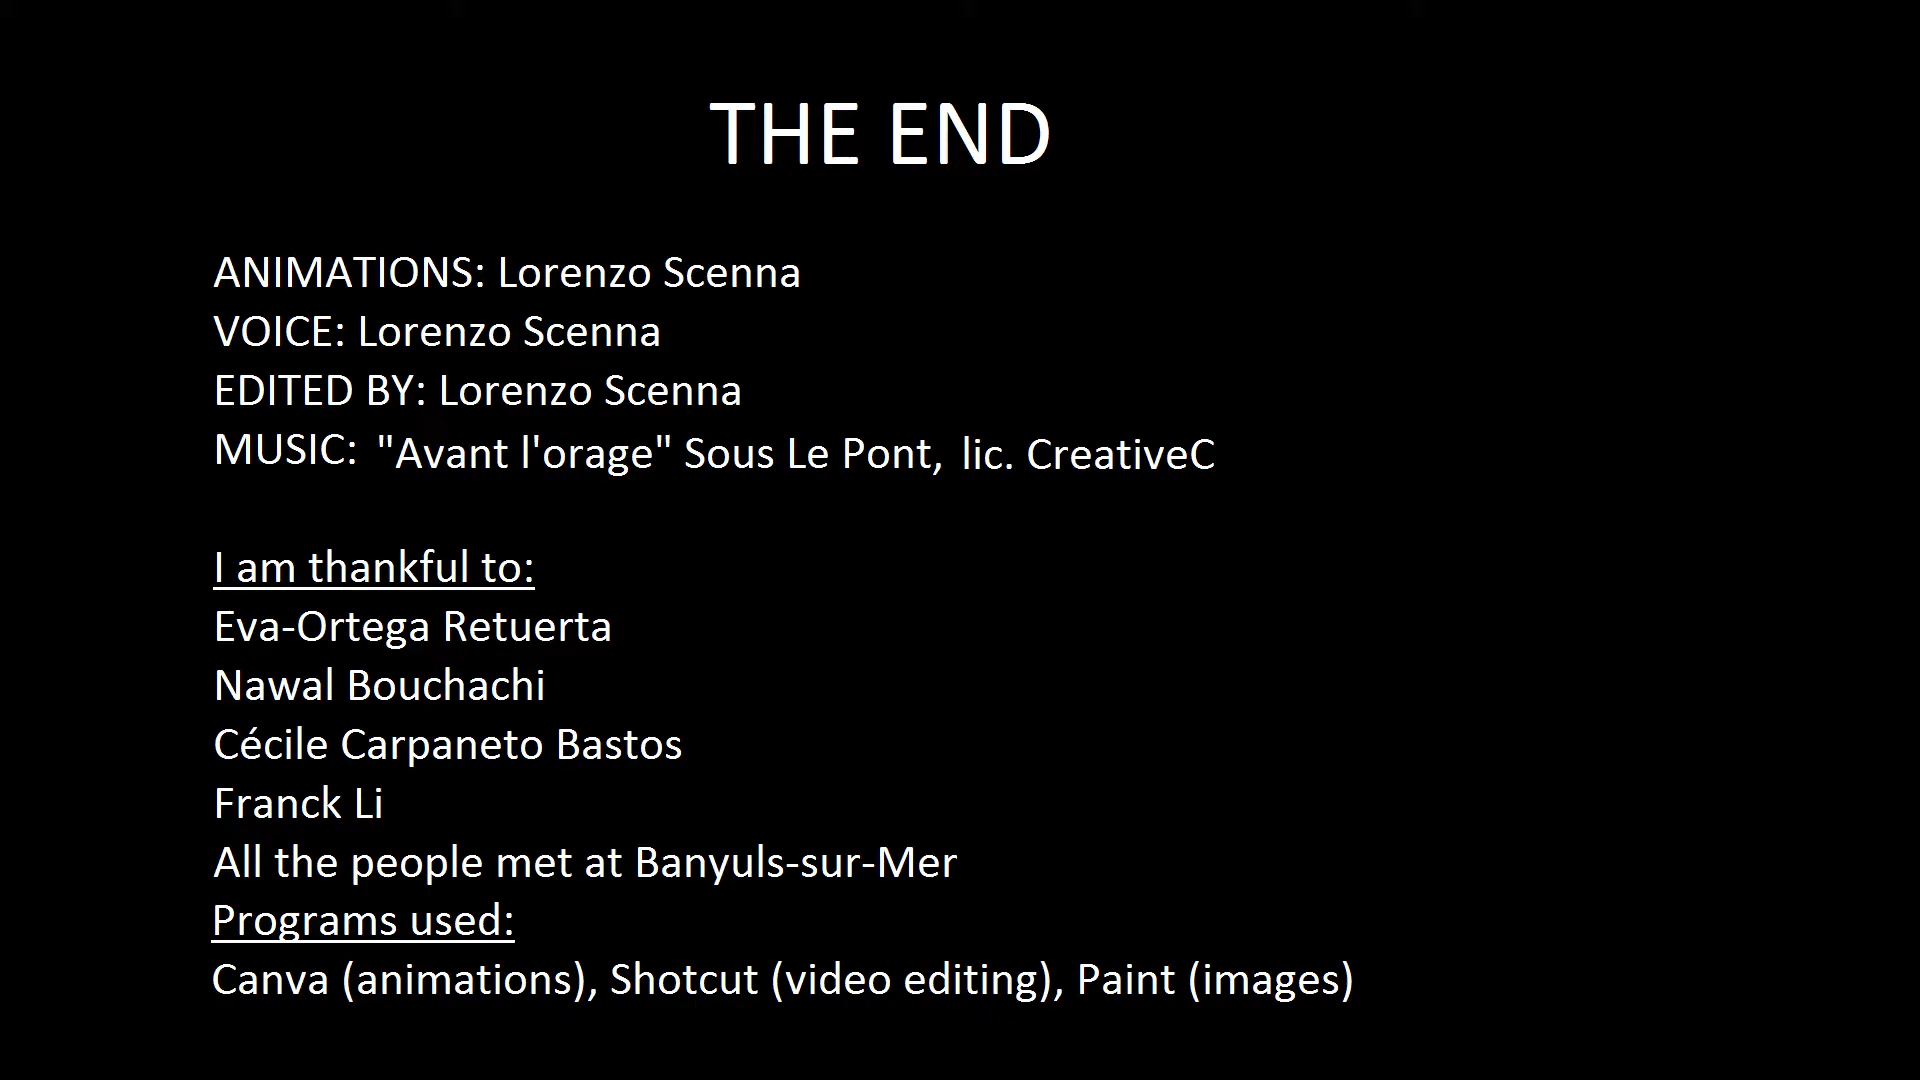 THE END
ANIMATIONS: Lorenzo Scenna
VOICE: Lorenzo Scenna
EDITED BY: Lorenzo Scenna
MUSIC: "Avant l'orage" Sous Le Pont, lic. CreativeC
I am thankful to:
Eva-Ortega Retuerta
Nawal Bouchachi
Cécile Carpaneto Bastos
Franck Li
All the people met at Banyuls-sur-Mer
Programs used:
Canva (animations), Shotcut (video editing), Paint (images)